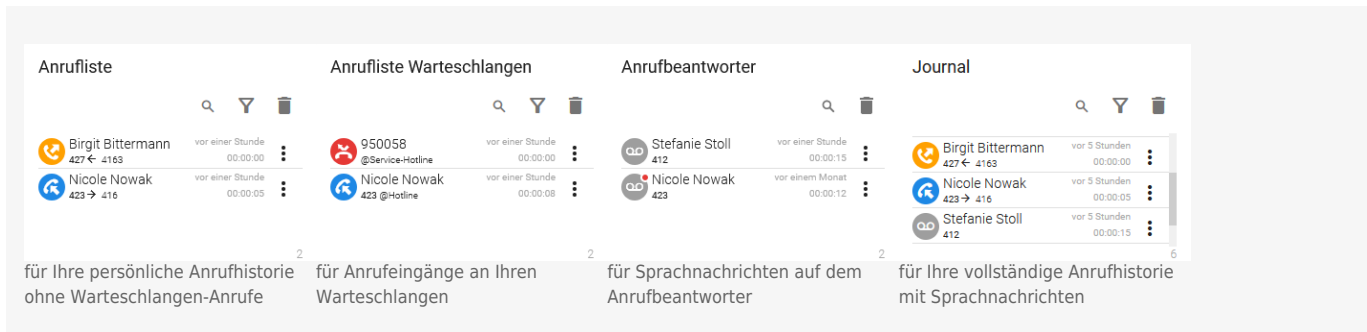 Anrufliste
Birgit Bittermann
vor einer Stunde
427 ← 4163
00:00:00
Nicole Nowak
vor einer Stunde
423 → 416
00:00:05
2
für Ihre persönliche Anrufhistorie
ohne Warteschlangen-Anrufe
Anrufliste Warteschlangen
950058
vor einer Stunde
@Service-Hotline
00:00:00
Nicole Nowak
vor einer Stunde
423 @Hotline
00:00:08
2
für Anrufeingänge an Ihren
Warteschlangen
Anrufbeantworter
Stefanie Stoll
vor einer Stunde
412
00:00:15
Nicole Nowak
vor einem Monat
423
00:00:12
2
für Sprachnachrichten auf dem
Anrufbeantworter
Journal
Birgit Bittermann
vor 5 Stunden
427 ← 4163
00:00:00
Nicole Nowak
vor 5 Stunden
423 → 416
00:00:05
Stefanie Stoll
vor 5 Stunden
412
00:00:15
6
für Ihre vollständige Anrufhistorie
mit Sprachnachrichten